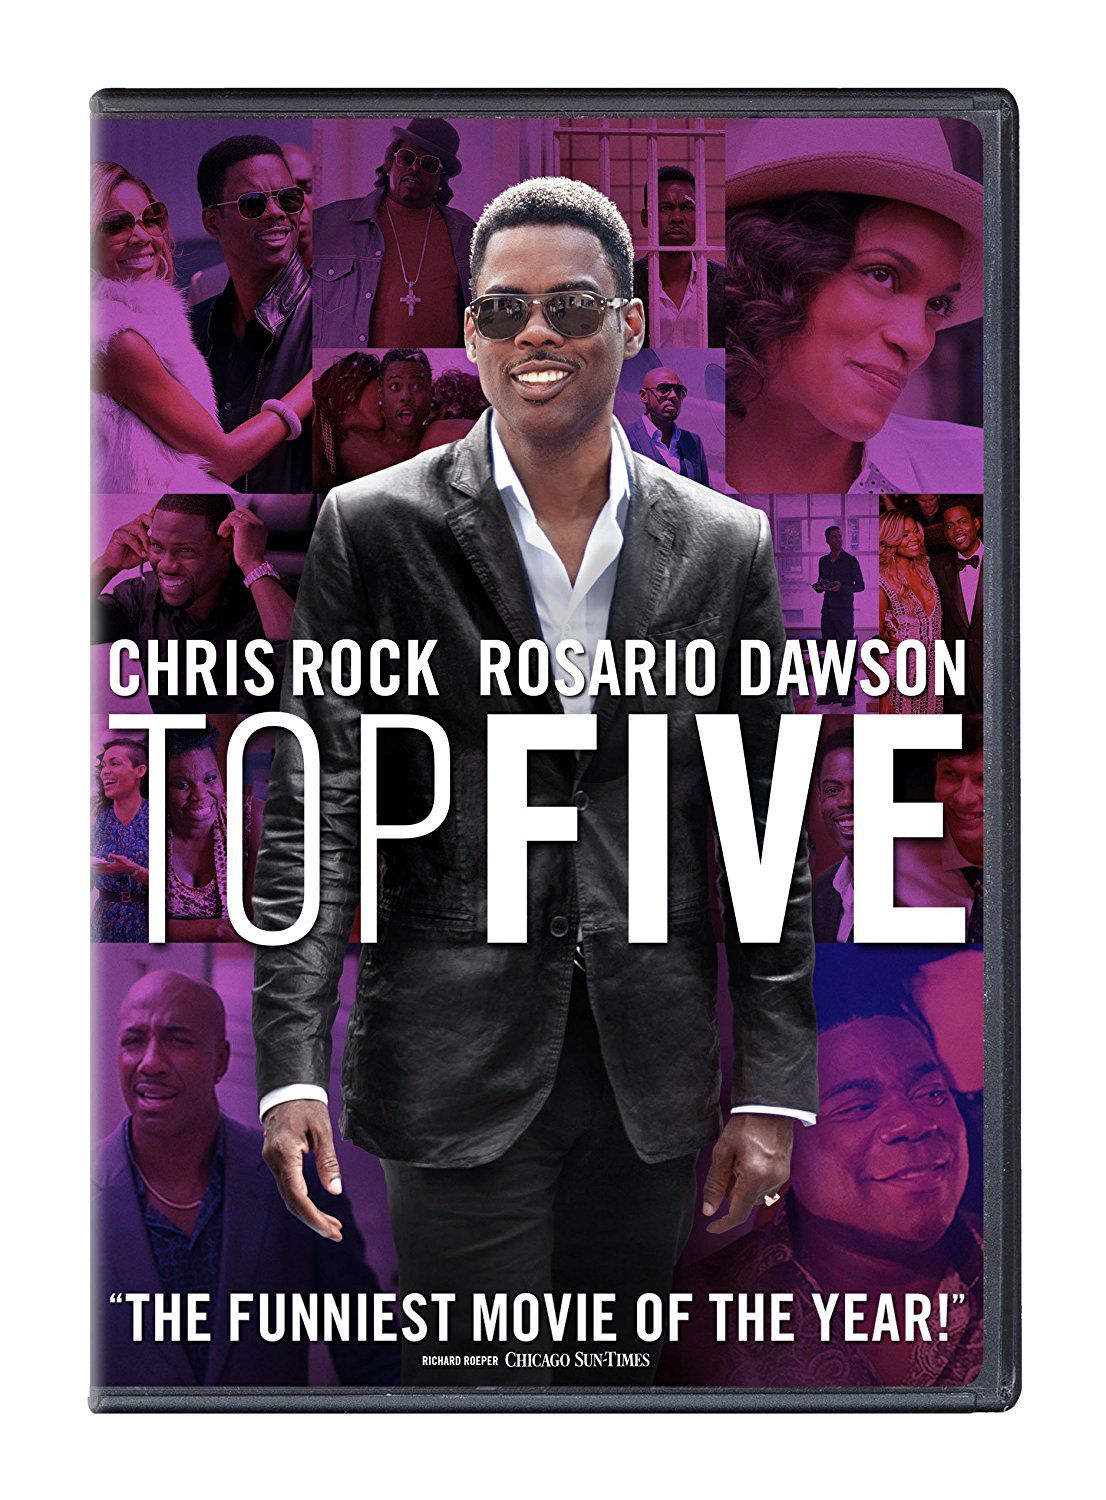 CHRIS ROCK ROSARIO DAWSON
TOP FIVE
“THE FUNNIEST MOVIE OF THE YEAR!”
RICHARD ROEPER CHICAGO SUN-TIMES